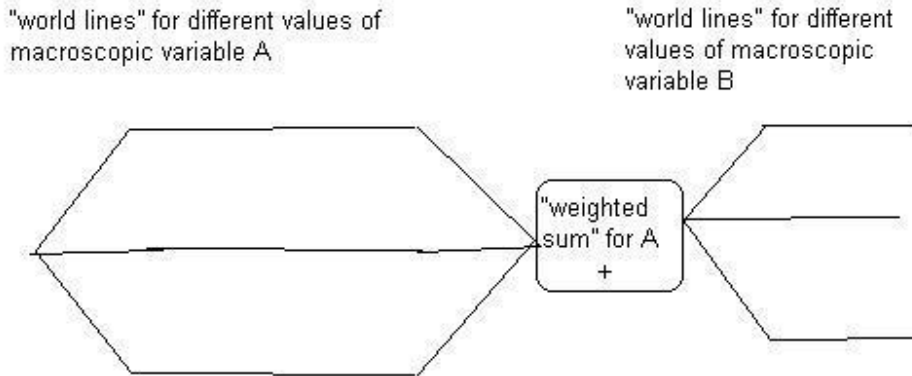 "world lines" for different values of
macroscopic variable A
"world lines" for different
values of macroscopic
variable B
"weighted
sum" for A
+